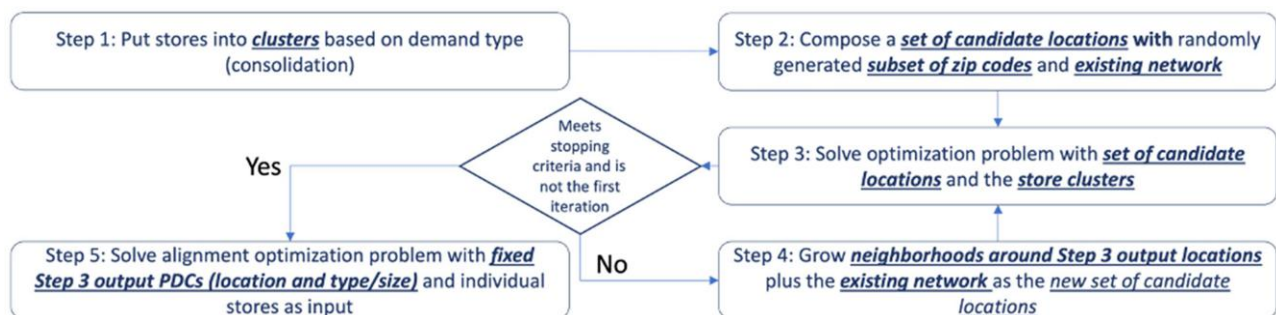 Step 1: Put stores into clusters based on demand type
(consolidation)
Step 2: Compose a set of candidate locations with randomly
generated subset of zip codes and existing network
Meets
stopping
criteria and is
not the first
iteration
Yes
Step 3: Solve optimization problem with set of candidate
locations and the store clusters
No
Step 5: Solve alignment optimization problem with fixed
Step 3 output PDCs (location and type/size) and individual
stores as input
Step 4: Grow neighborhoods around Step 3 output locations
plus the existing network as the new set of candidate
locations